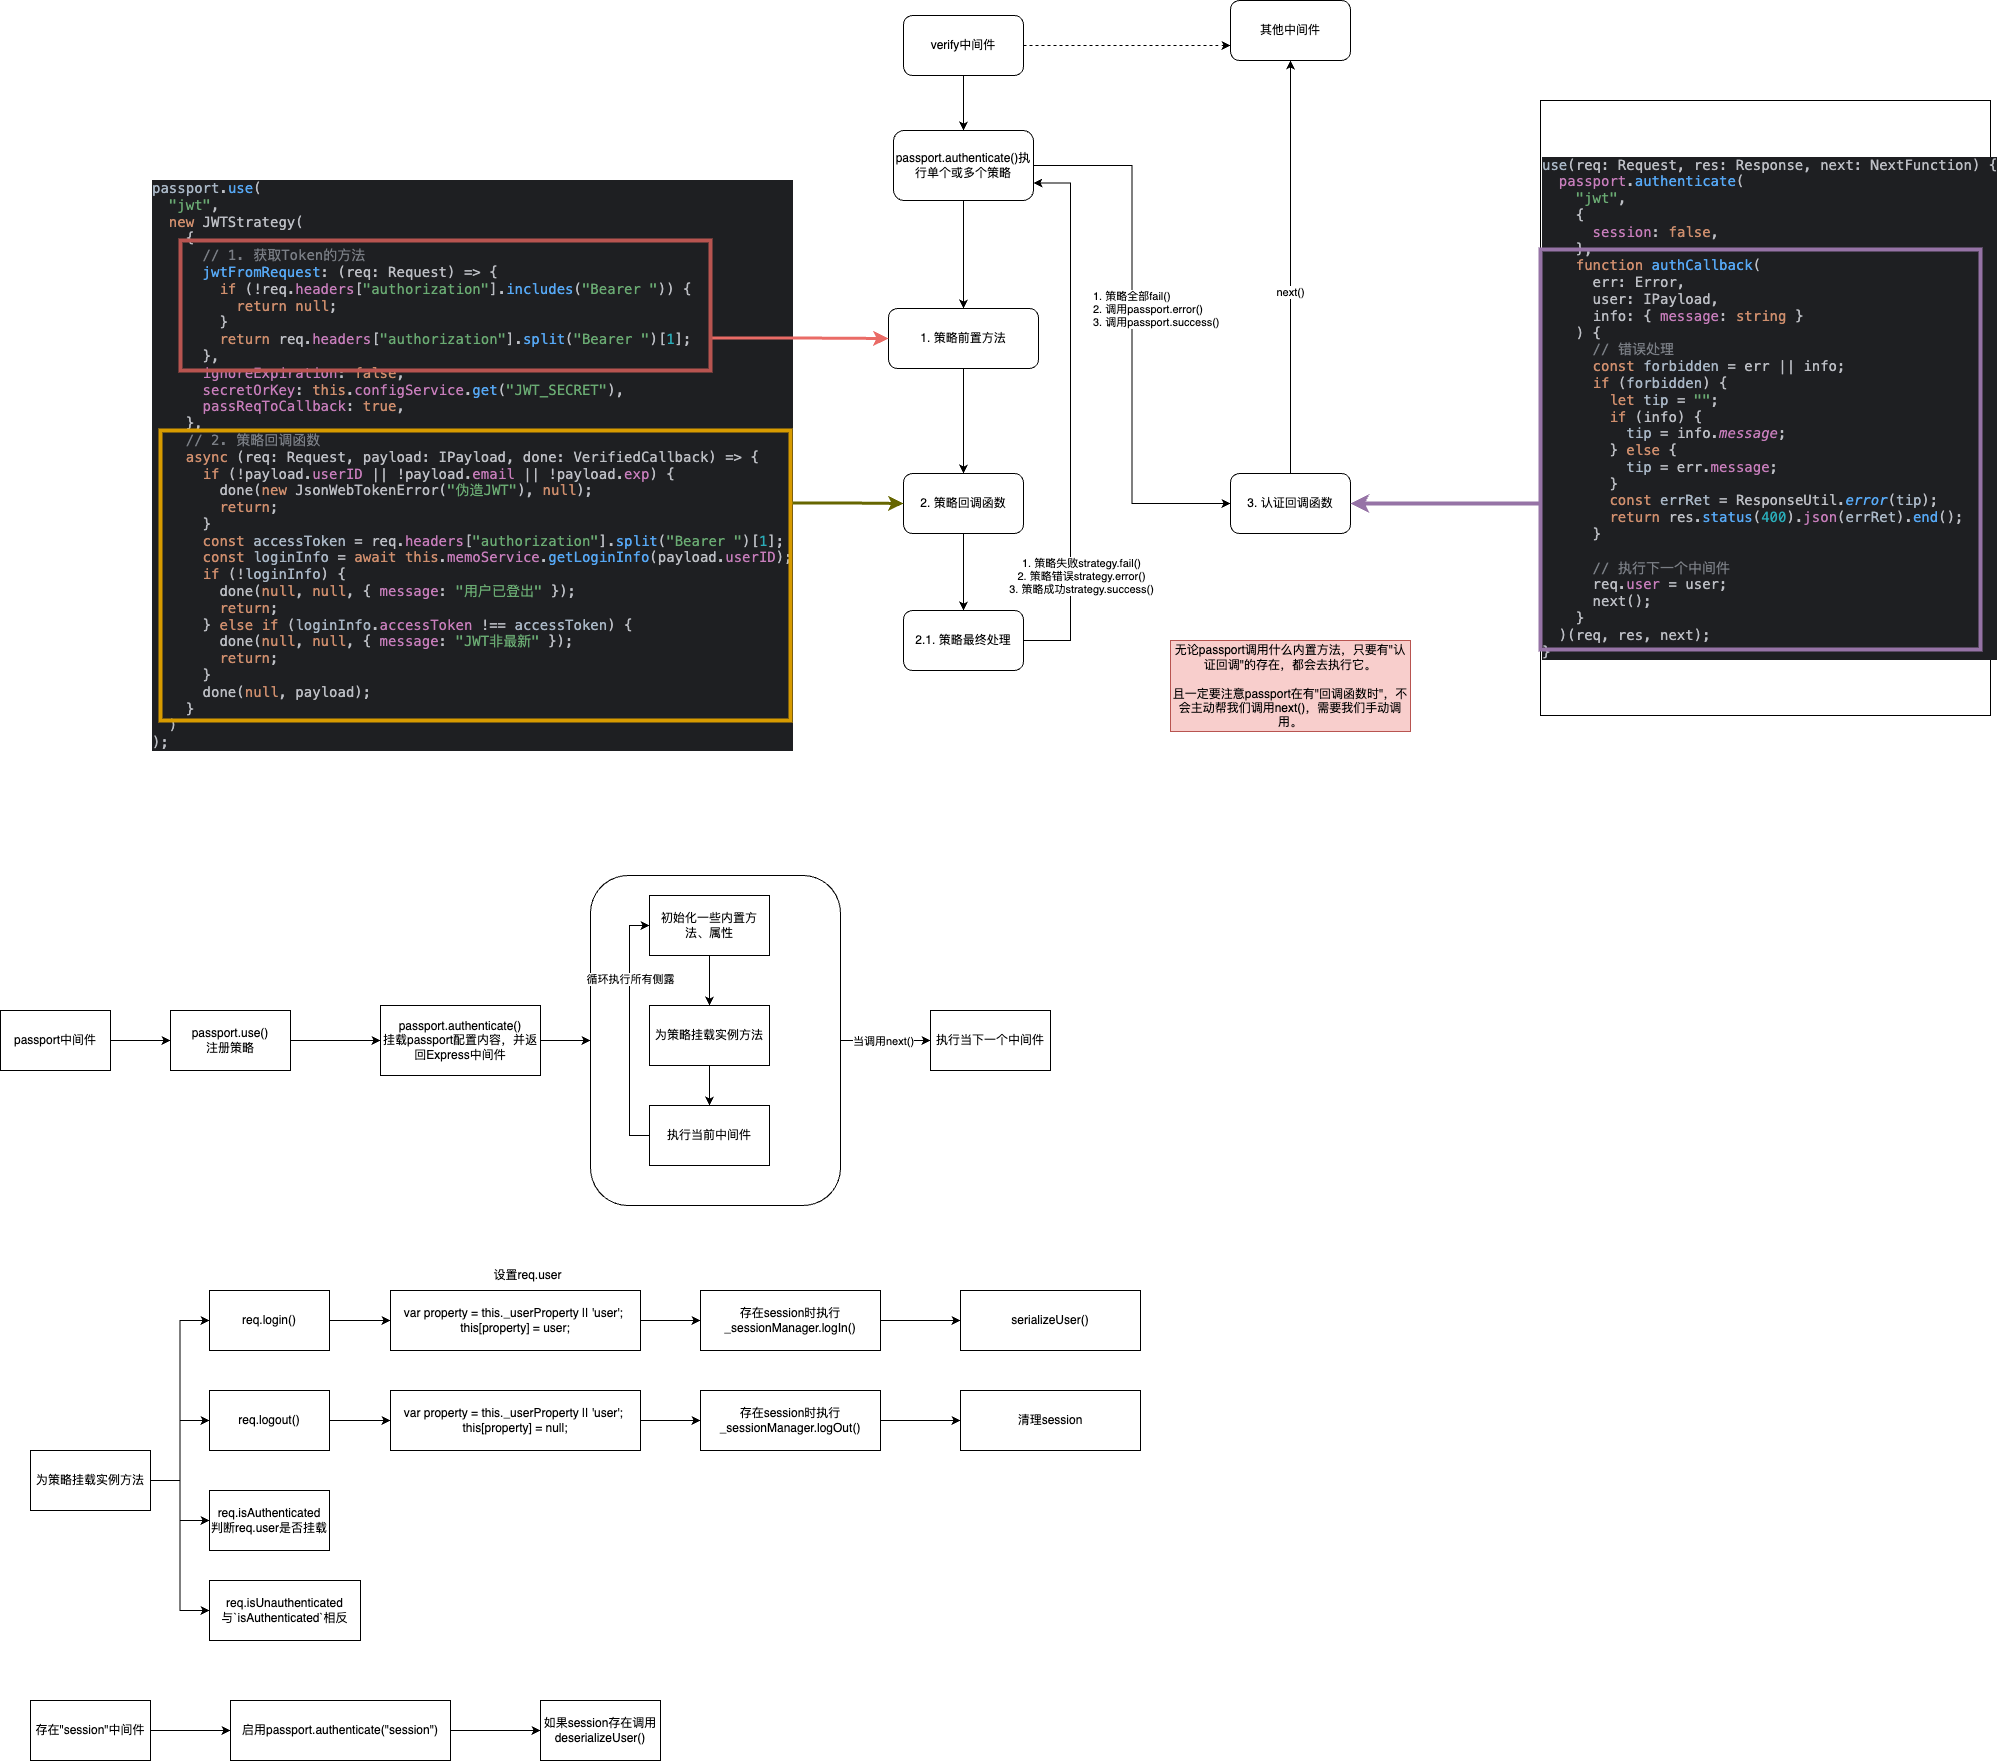 verify中间件
其他中间件
passport.authenticate()执
行单个或多个策略
1. 策略全部fail()
2. 调用passport.error()
3. 调用passport.success()
next()
1. 策略前置方法
2. 策略回调函数
3. 认证回调函数
1. 策略失败strategy.fail()
2. 策略错误strategy.error()
3. 策略成功strategy.success()
2.1. 策略最终处理
无论passport调用什么内置方法，只要有"认
证回调"的存在，都会去执行它。
且一定要注意passport在有"回调函数时"，不
会主动帮我们调用next()，需要我们手动调
用。
passport.use(
"jwt",
new JWTStrategy(
{
// 1. 获取Token的方法
jwtFromRequest: (req: Request) => {
if (!req.headers["authorization"].includes("Bearer ")) {
return null;
}
return req.headers["authorization"].split("Bearer ")[1];
},
ignoreExpiration: false,
secretOrKey: this.configService.get("JWT_SECRET"),
passReqToCallback: true,
},
// 2. 策略回调函数
async (req: Request, payload: IPayload, done: VerifiedCallback) => {
if (!payload.userID || !payload.email || !payload.exp) {
done(new JsonWebTokenError("伪造JWT"), null);
return;
}
const accessToken = req.headers["authorization"].split("Bearer ")[1];
const loginInfo = await this.memoService.getLoginInfo(payload.userID);
if (!loginInfo) {
done(null, null, { message: "用户已登出" });
return;
} else if (loginInfo.accessToken !== accessToken) {
done(null, null, { message: "JWT非最新" });
return;
}
done(null, payload);
}
)
);
use(req: Request, res: Response, next: NextFunction) {
passport.authenticate(
"jwt",
{
session: false,
},
function authCallback(
err: Error,
user: IPayload,
info: { message: string }
) {
// 错误处理
const forbidden = err || info;
if (forbidden) {
let tip = "";
if (info) {
tip = info.message;
} else {
tip = err.message;
}
const errRet = ResponseUtil.error(tip);
return res.status(400).json(errRet).end();
}
// 执行下一个中间件
req.user = user;
next();
}
)(req, res, next);
}
passport中间件
passport.use()
注册策略
passport.authenticate()
挂载passport配置内容，并返
回Express中间件
初始化一些内置方
法、属性
循环执行所有侧露
为策略挂载实例方法
执行当前中间件
当调用next()
执行当下一个中间件
设置req.user
req.login()
var property = this._userProperty || 'user';
this[property] = user;
存在session时执行
_sessionManager.logIn()
serializeUser()
req.logout()
var property = this._userProperty || 'user';
this[property] = null;
存在session时执行
_sessionManager.logOut()
清理session
为策略挂载实例方法
req.isAuthenticated
判断req.user是否挂载
req.isUnauthenticated
与`isAuthenticated`相反
存在"session"中间件
启用passport.authenticate("session")
如果session存在调用
deserializeUser()